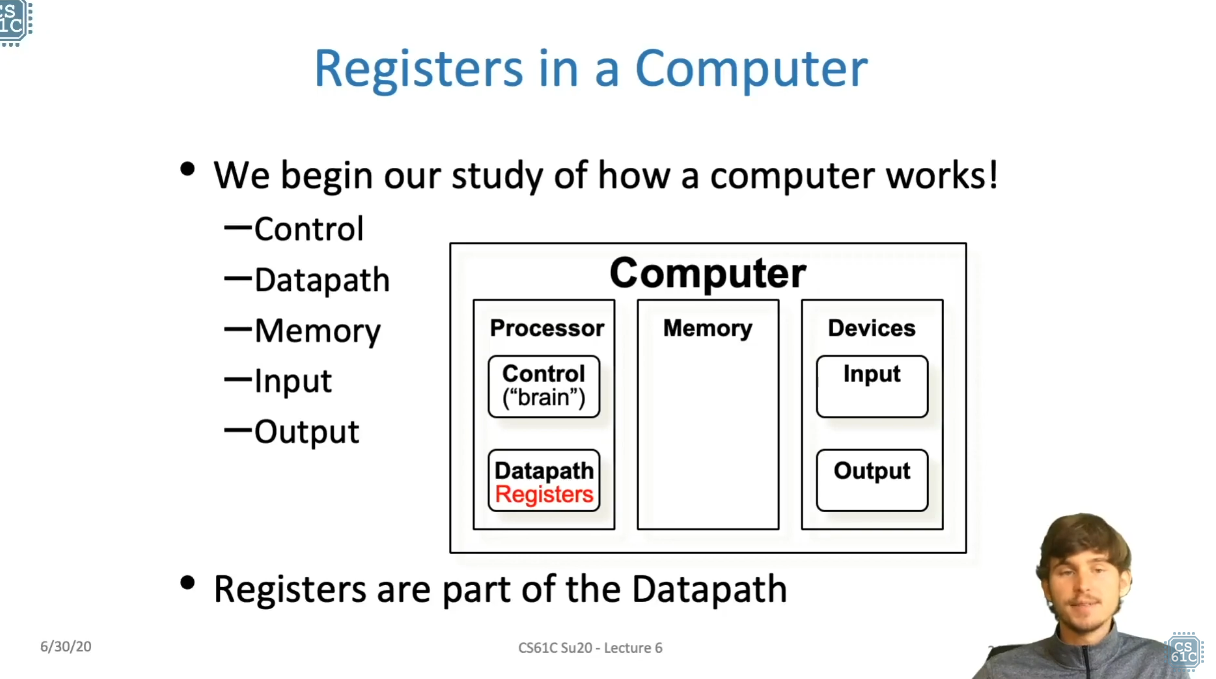 CS
61C
Registers in a Computer
• We begin our study of how a computer works!
—Control
—Datapath
—Memory
—Input
—Output
Computer
Processor
Control
(“brain”)
Datapath
Registers
Memory
Devices
Input
Output
• Registers are part of the Datapath
6/30/20
CS61C Su20 - Lecture 6
CS
61C